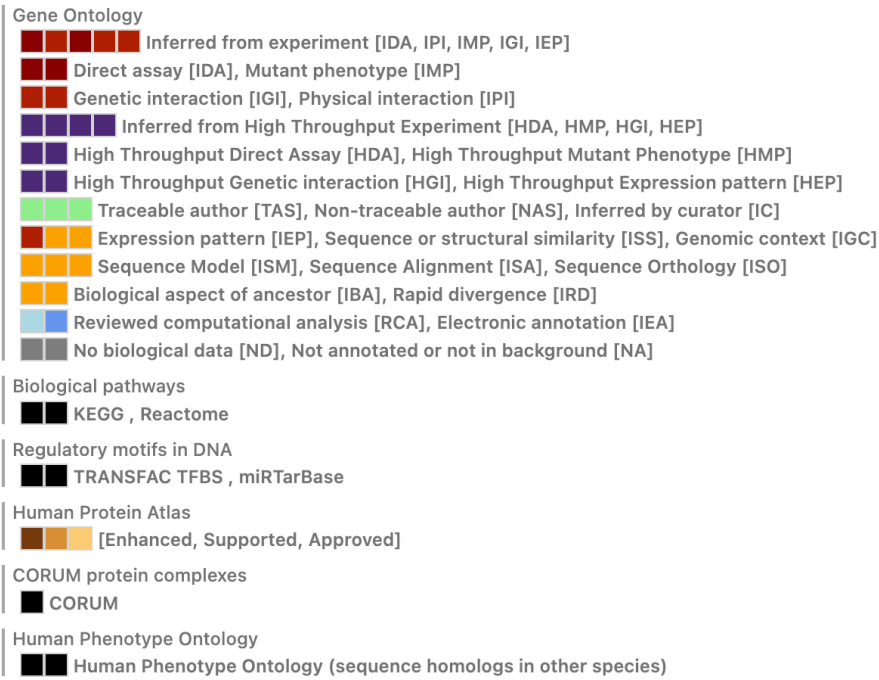 Gene Ontology
Inferred from experiment [IDA, IPI, IMP, IGI, IEP]
Direct assay [IDA], Mutant phenotype [IMP]
Genetic interaction [IGI], Physical interaction [IPI]
Inferred from High Throughput Experiment [HDA, HMP, HGI, HEP]
High Throughput Direct Assay [HDA], High Throughput Mutant Phenotype [HMP]
High Throughput Genetic interaction [HGI], High Throughput Expression pattern [HEP]
Traceable author [TAS], Non-traceable author [NAS], Inferred by curator [IC]
Expression pattern [IEP], Sequence or structural similarity [ISS], Genomic context [IGC]
Sequence Model [ISM], Sequence Alignment [ISA], Sequence Orthology [ISO]
Biological aspect of ancestor [IBA], Rapid divergence [IRD]
Reviewed computational analysis [RCA], Electronic annotation [IEA]
No biological data [ND], Not annotated or not in background [NA]
Biological pathways
KEGG , Reactome
Regulatory motifs in DNA
TRANSFAC TFBS , miRTarBase
Human Protein Atlas
[Enhanced, Supported, Approved]
CORUM protein complexes
CORUM
Human Phenotype Ontology
Human Phenotype Ontology (sequence homologs in other species)